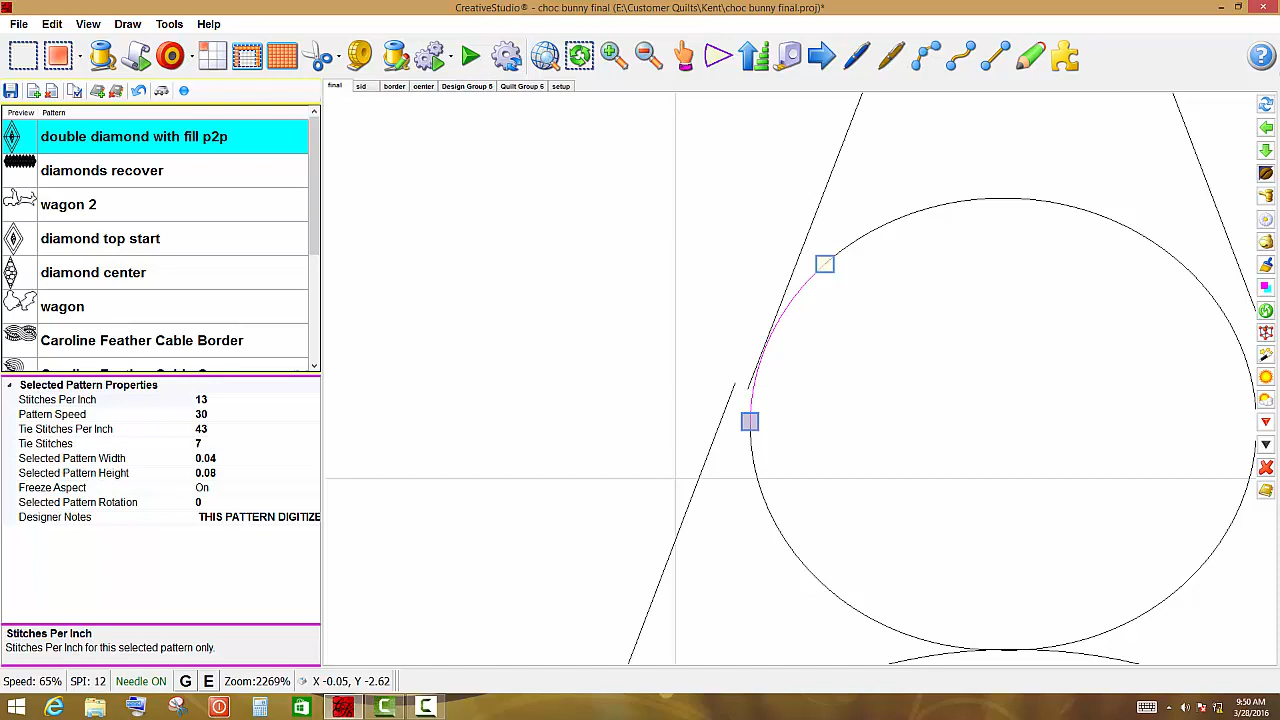 CreativeStudio® - choc bunny final (E:\Customer Quilts\Kent\choc bunny final.proj)*
File Edit View Draw Tools Help
final sid border center Design Group 8 Quilt Group 6 setup
Preview Pattern
double diamond with fill p2p
diamonds recover
wagon 2
diamond top start
diamond center
wagon
Caroline Feather Cable Border
Selected Pattern Properties
Stitches Per Inch 13
Pattern Speed 30
Tie Stitches Per Inch 43
Tie Stitches 7
Selected Pattern Width 0.04
Selected Pattern Height 0.08
Freeze Aspect On
Selected Pattern Rotation 0
Designer Notes THIS PATTERN DIGITIZE
Stitches Per Inch
Stitches Per Inch for this selected pattern only.
Speed: 65% SPI: 12 Needle ON G E Zoom:2269% X -0.05, Y -2.62
9:50 AM
3/28/2016